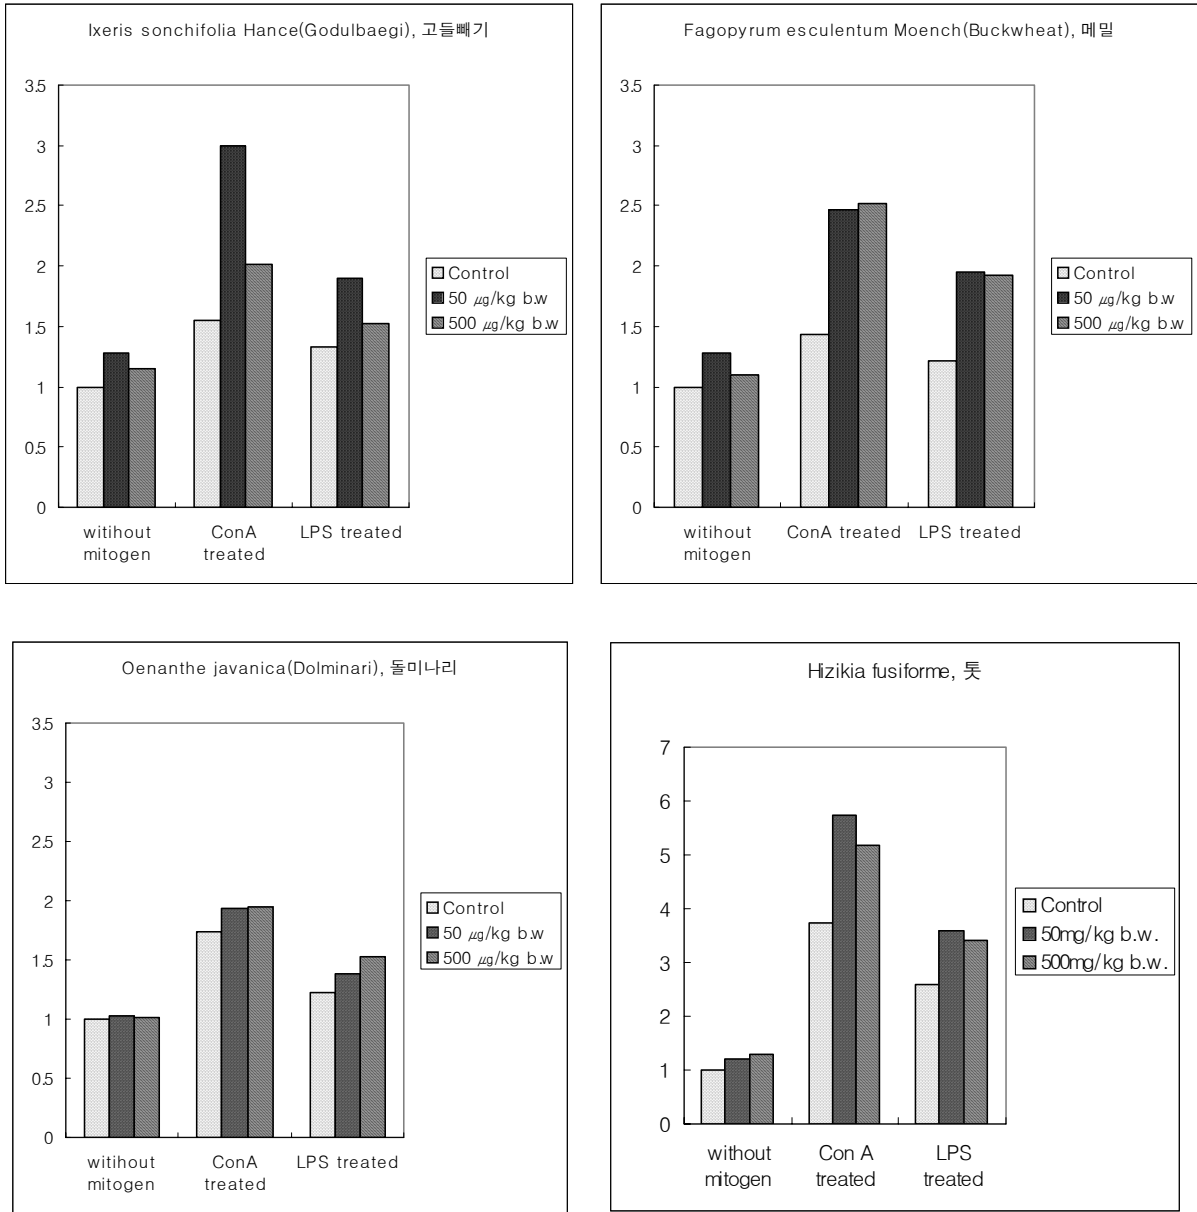 Ixeris sonchifolia Hance(Godulbaegi), 고들빼기
3.5
3
2.5
2
1.5
1
0.5
0
witihout
mitogen
ConA
treated
LPS treated
Control
50 ㎍/kg b.w
500 ㎍/kg b.w
Fagopyrum esculentum Moench(Buckwheat), 메밀
3.5
3
2.5
2
1.5
1
0.5
0
witihout
mitogen
ConA treated
LPS treated
Control
50 ㎍/kg b.w
500 ㎍/kg b.w
Oenanthe javanica(Dolminari), 돌미나리
3.5
3
2.5
2
1.5
1
0.5
0
witihout
mitogen
ConA
treated
LPS treated
Control
50 ㎍/kg b.w
500 ㎍/kg b.w
Hizikia fusiforme, 톳
7
6
5
4
3
2
1
0
without
mitogen
Con A
treated
LPS
treated
Control
50mg/kg b.w.
500mg/kg b.w.